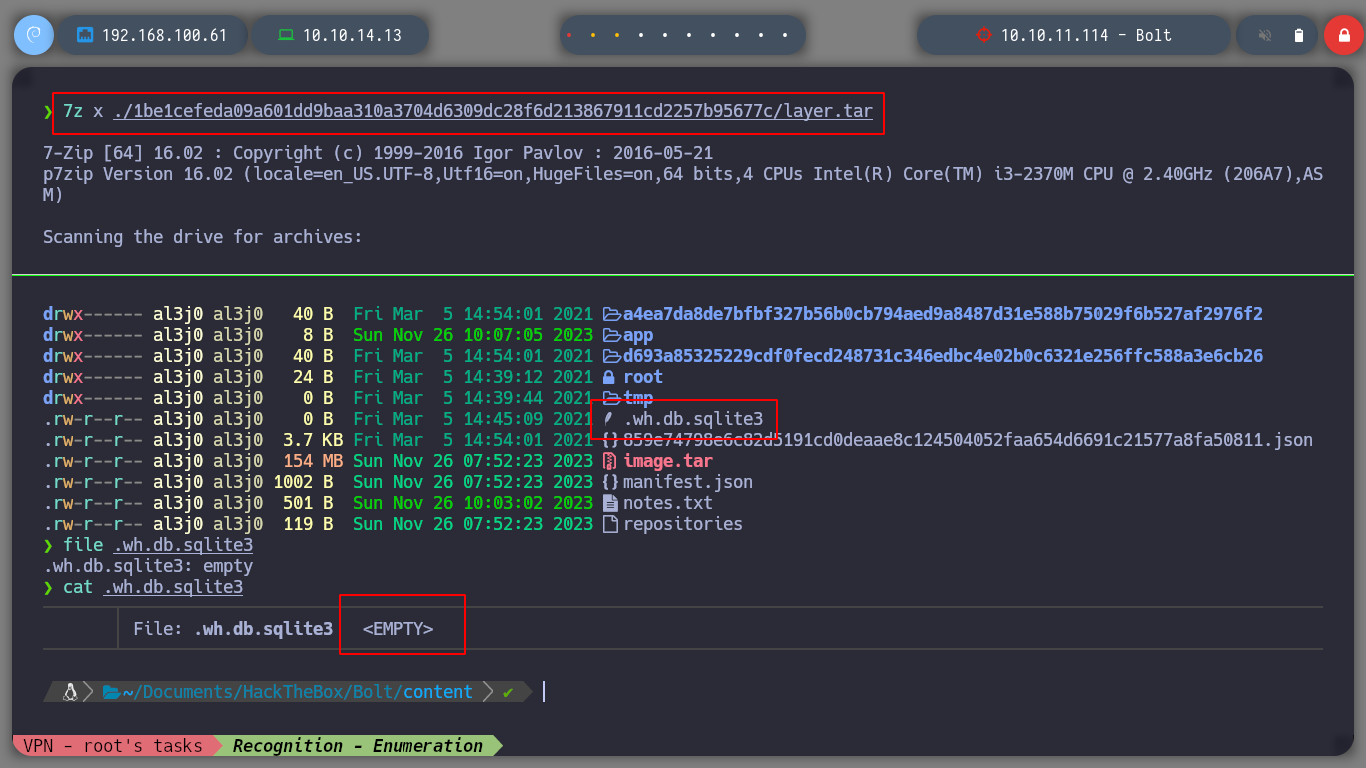 192.168.100.61 10.10.14.13 10.10.11.114 - Bolt
❯ 7z x ./1be1cefeda09a601dd9baa310a3704d6309dc28f6d213867911cd2257b95677c/layer.tar
7-Zip [64] 16.02 : Copyright (c) 1999-2016 Igor Pavlov : 2016-05-21
p7zip Version 16.02 (locale=en_US.UTF-8,Utf16=on,HugeFiles=on,64 bits,4 CPUs Intel(R) Core(TM) i3-2370M CPU @ 2.40GHz (206A7),AS
M)
Scanning the drive for archives:
drwx------ al3j0 al3j0 40 B Fri Mar 5 14:54:01 2021 a4ea7da8de7bfbf327b56b0cb794aed9a8487d31e588b75029f6b527af2976f2
drwx------ al3j0 al3j0 8 B Sun Nov 26 10:07:05 2023 app
drwx------ al3j0 al3j0 40 B Fri Mar 5 14:54:01 2021 d693a85325229cdf0fecd248731c346edbc4e02b0c6321e256ffc588a3e6cb26
drwx------ al3j0 al3j0 24 B Fri Mar 5 14:39:12 2021 root
drwx------ al3j0 al3j0 0 B Fri Mar 5 14:39:44 2021 tmp
.rw-r--r-- al3j0 al3j0 0 B Fri Mar 5 14:45:09 2021 .wh.db.sqlite3
.rw-r--r-- al3j0 al3j0 3.7 KB Fri Mar 5 14:54:01 2021 {} 859e74798e6c82d5191cd0deaae8c124504052faa654d6691c21577a8fa50811.json
.rw-r--r-- al3j0 al3j0 154 MB Sun Nov 26 07:52:23 2023 image.tar
.rw-r--r-- al3j0 al3j0 1002 B Sun Nov 26 07:52:23 2023 {} manifest.json
.rw-r--r-- al3j0 al3j0 501 B Sun Nov 26 10:03:02 2023 notes.txt
.rw-r--r-- al3j0 al3j0 119 B Sun Nov 26 07:52:23 2023 repositories
❯ file .wh.db.sqlite3
.wh.db.sqlite3: empty
❯ cat .wh.db.sqlite3
File: .wh.db.sqlite3 <EMPTY>
~/Documents/HackTheBox/Bolt/content ✔
VPN - root's tasks Recognition - Enumeration